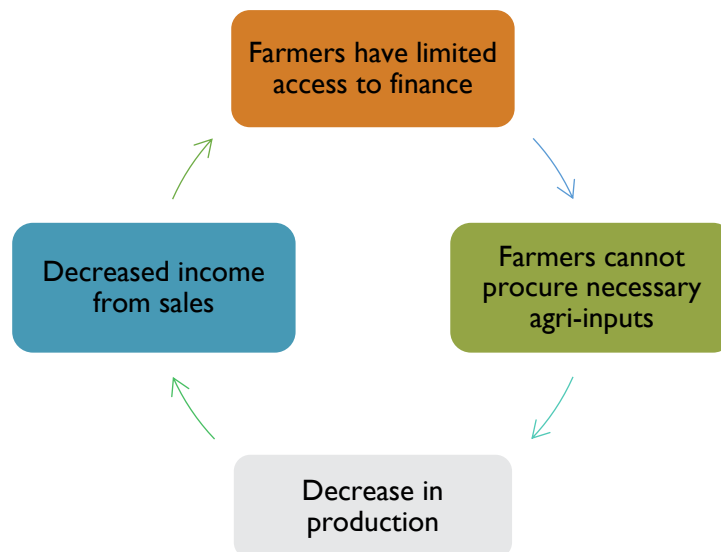 Farmers have limited
access to finance
Farmers cannot
procure necessary
agri-inputs
Decrease in
production
Decreased income
from sales